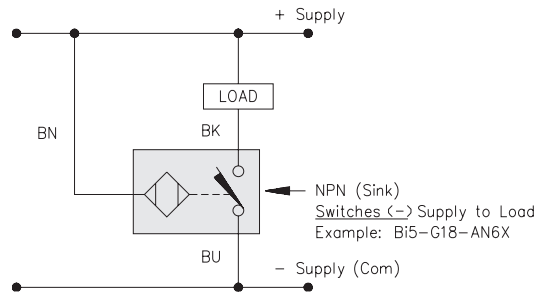 + Supply
LOAD
BN
BK
NPN (Sink)
Switches (-) Supply to Load
Example: Bi5-G18-AN6X
BU
- Supply (Com)